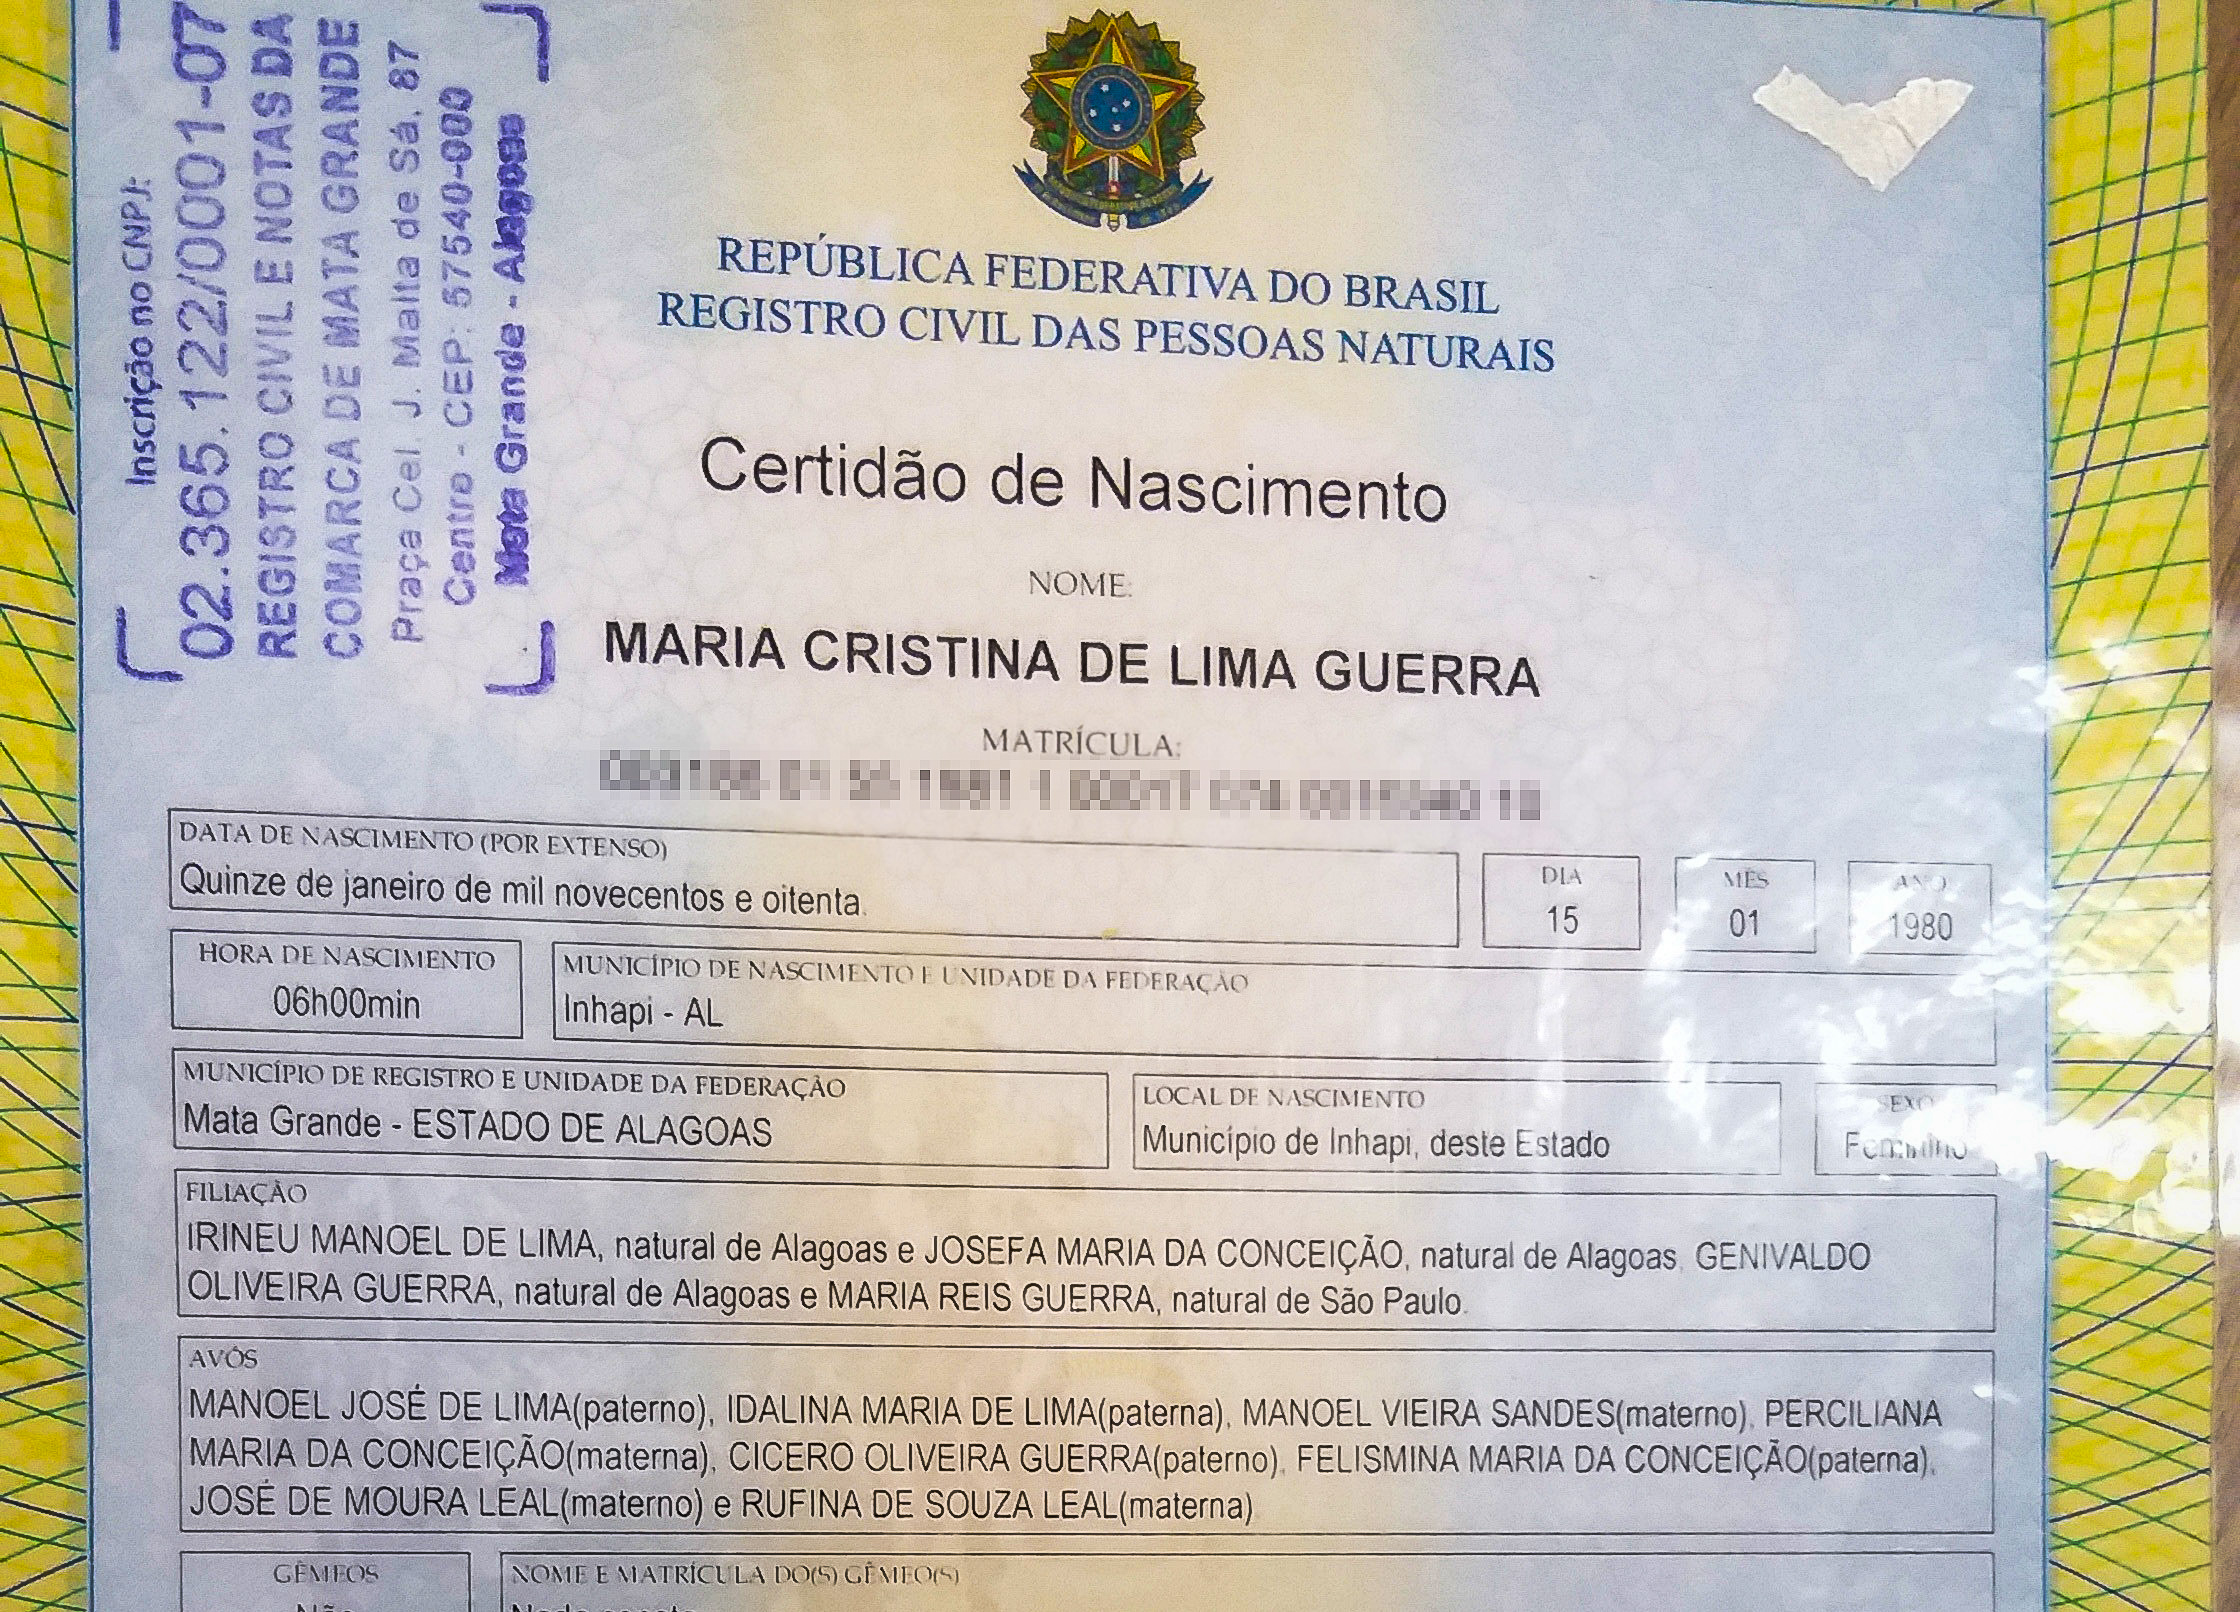 Inscrição no CNPJ:
02.365.122/0001-07
REGISTRO CIVIL E NOTAS DA
COMARCA DE MATA GRANDE
Praça Cel. J. Malta de Sá, 87
Centro - CEP: 57540-000
Mata Grande - Alagoas
REPÚBLICA FEDERATIVA DO BRASIL
REGISTRO CIVIL DAS PESSOAS NATURAIS
Certidão de Nascimento
NOME:
MARIA CRISTINA DE LIMA GUERRA
MATRÍCULA:
DATA DE NASCIMENTO (POR EXTENSO)
Quinze de janeiro de mil novecentos e oitenta.
DIA
15
MÊS
01
ANO
1980
HORA DE NASCIMENTO
06h00min
MUNICÍPIO DE NASCIMENTO E UNIDADE DA FEDERAÇÃO
Inhapi - AL
MUNICÍPIO DE REGISTRO E UNIDADE DA FEDERAÇÃO
Mata Grande - ESTADO DE ALAGOAS
LOCAL DE NASCIMENTO
Município de Inhapi, deste Estado
SEXO
Feminino
FILIAÇÃO
IRINEU MANOEL DE LIMA, natural de Alagoas e JOSEFA MARIA DA CONCEIÇÃO, natural de Alagoas, GENIVALDO
OLIVEIRA GUERRA, natural de Alagoas e MARIA REIS GUERRA, natural de São Paulo.
AVÓS
MANOEL JOSÉ DE LIMA(paterno), IDALINA MARIA DE LIMA(paterna), MANOEL VIEIRA SANDES(materno), PERCILIANA
MARIA DA CONCEIÇÃO(materna), CICERO OLIVEIRA GUERRA(paterno), FELISMINA MARIA DA CONCEIÇÃO(paterna),
JOSÉ DE MOURA LEAL(materno) e RUFINA DE SOUZA LEAL(materna)
GÊMEOS
Não
NOME E MATRÍCULA DO(S) GÊMEO(S)